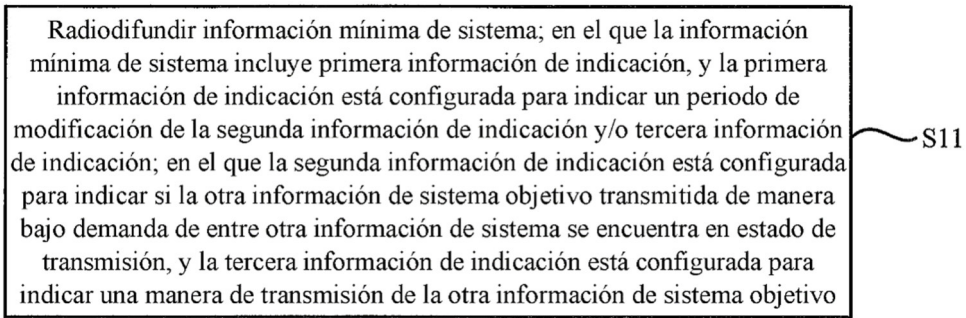 Radiodifundir información mínima de sistema; en el que la información
mínima de sistema incluye primera información de indicación, y la primera
información de indicación está configurada para indicar un periodo de
modificación de la segunda información de indicación y/o tercera información
de indicación; en el que la segunda información de indicación está configurada
para indicar si la otra información de sistema objetivo transmitida de manera
bajo demanda de entre otra información de sistema se encuentra en estado de
transmisión, y la tercera información de indicación está configurada para
indicar una manera de transmisión de la otra información de sistema objetivo
S11